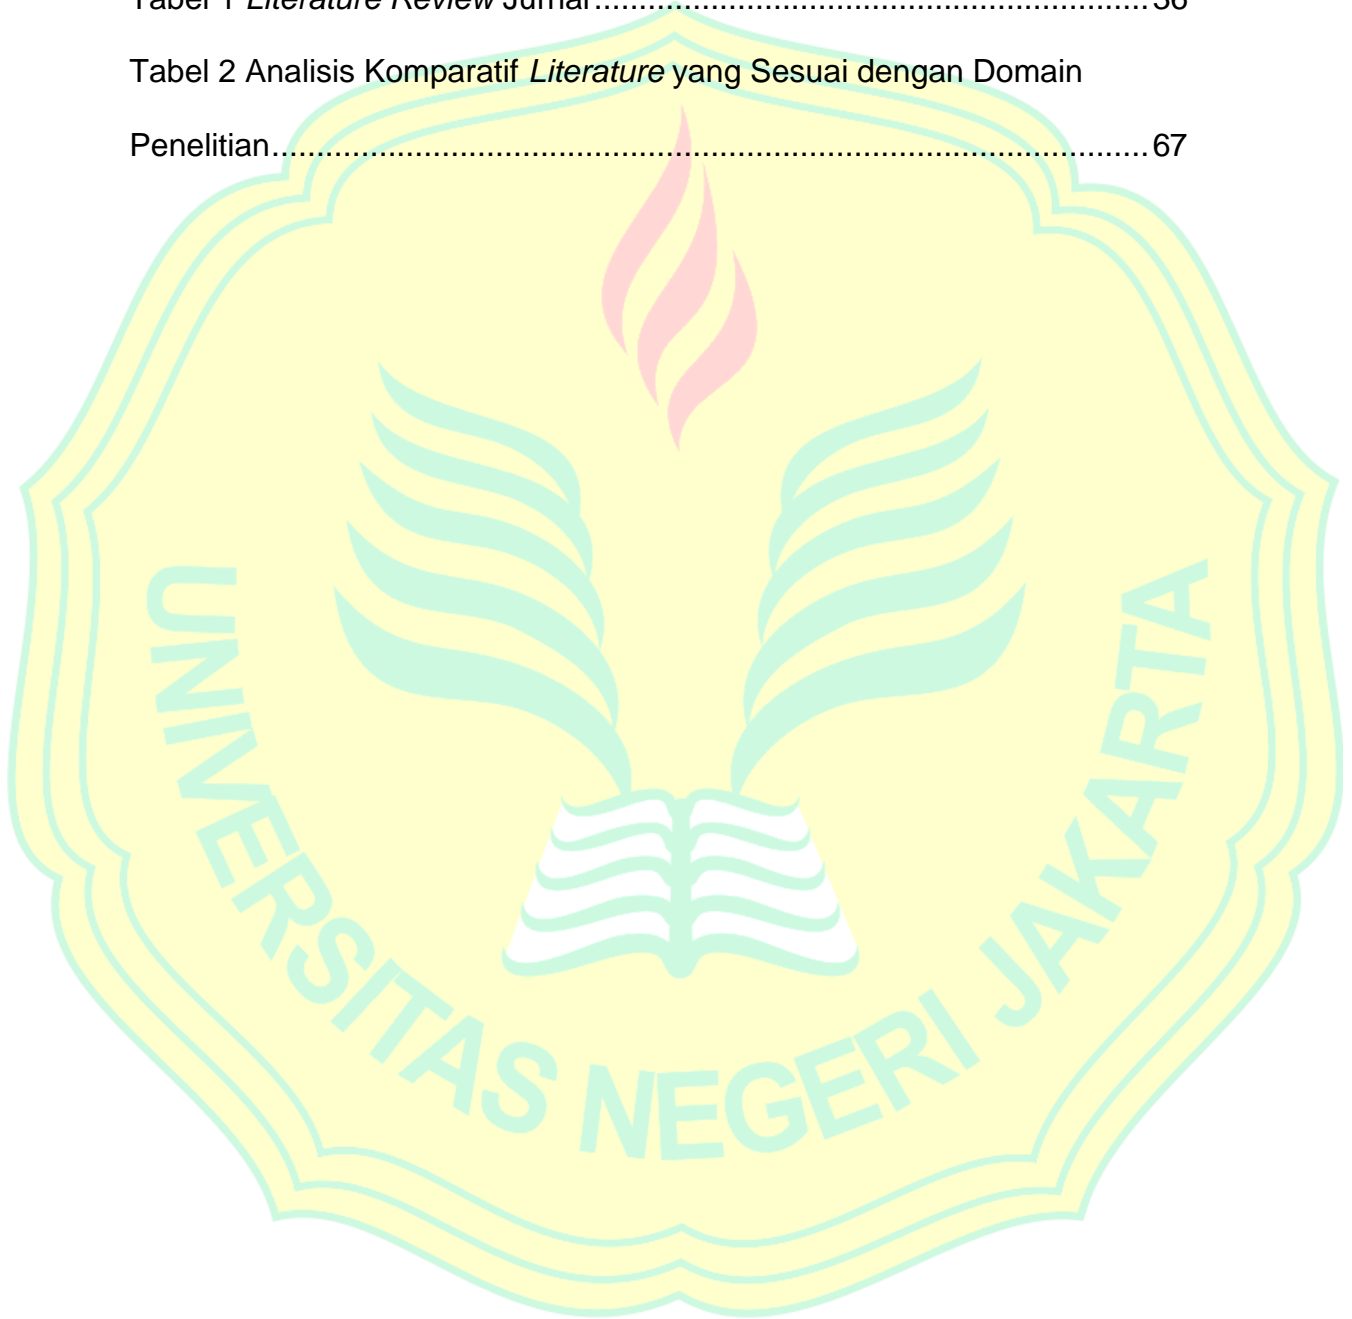 Tabel 1 Literature Review Jurnal....................................................................
Tabel 2 Analisis Komparatif Literature yang Sesuai dengan Domain
Penelitian............................................................................................................67
UNIVERSITAS NEGERI JAKARTA